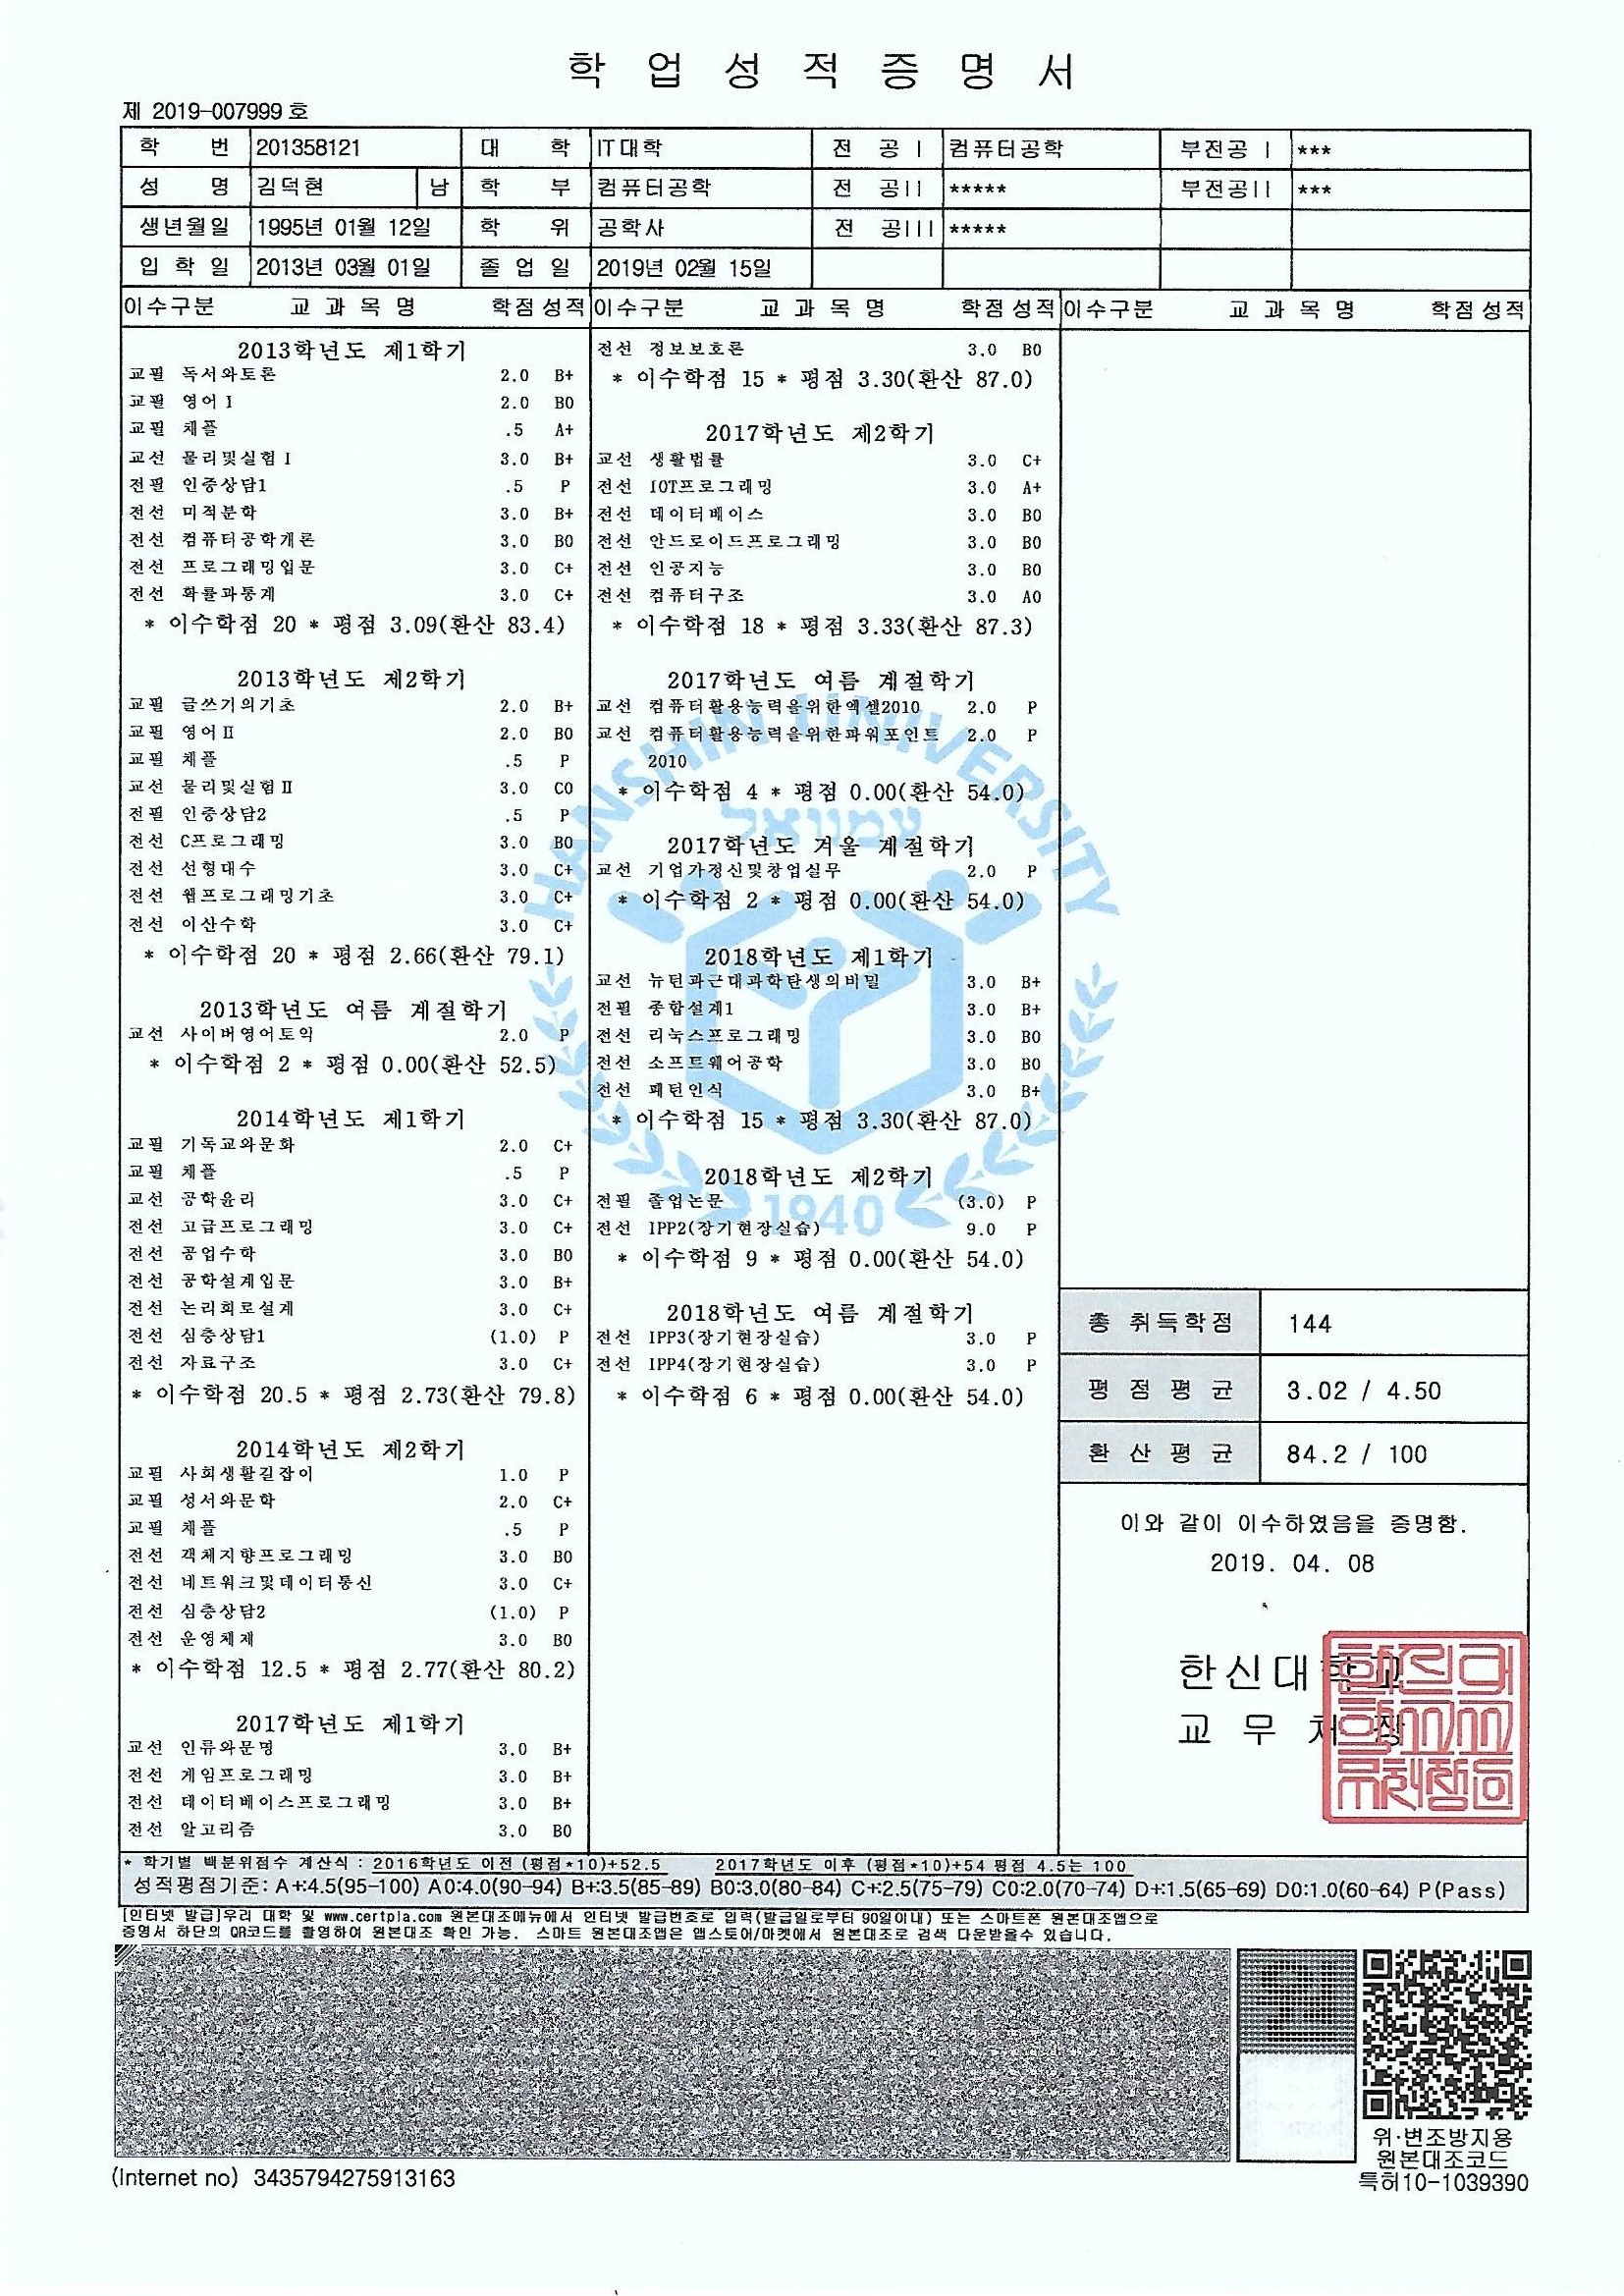 학 업 성 적 증 명 서
제 2019-007999 호
학 번 201358121 대 학 IT대학 전 공 I 컴퓨터공학 부전공 I ***
성 명 김덕현 남 학 부 컴퓨터공학 전 공II ***** 부전공II ***
생년월일 1995년 01월 12일 학 위 공학사 전 공III *****
입 학 일 2013년 03월 01일 졸 업 일 2019년 02월 15일
이수구분 교 과 목 명 학점 성적 이수구분 교 과 목 명 학점 성적 이수구분 교 과 목 명 학점 성적
2013학년도 제1학기
교필 독서와토론 2.0 B+
교필 영어Ⅰ 2.0 B0
교필 채플 .5 A+
교선 물리및실험Ⅰ 3.0 B+
전필 인증상담1 .5 P
전선 미적분학 3.0 B+
전선 컴퓨터공학개론 3.0 B0
전선 프로그래밍입문 3.0 C+
전선 확률과통계 3.0 C+
* 이수학점 20 * 평점 3.09(환산 83.4)
2013학년도 제2학기
교필 글쓰기의기초 2.0 B+
교필 영어Ⅱ 2.0 B0
교필 채플 .5 P
교선 물리및실험Ⅱ 3.0 C0
전필 인증상담2 .5 P
전선 C프로그래밍 3.0 B0
전선 선형대수 3.0 C+
전선 웹프로그래밍기초 3.0 C+
전선 이산수학 3.0 C+
* 이수학점 20 * 평점 2.66(환산 79.1)
2013학년도 여름 계절학기
교선 사이버영어토익 2.0 P
* 이수학점 2 * 평점 0.00(환산 52.5)
2014학년도 제1학기
교필 기독교와문화 2.0 C+
교필 채플 .5 P
교선 공학윤리 3.0 C+
전선 고급프로그래밍 3.0 C+
전선 공업수학 3.0 B0
전선 공학설계입문 3.0 B+
전선 논리회로설계 3.0 C+
전선 심층상담1 (1.0) P
전선 자료구조 3.0 C+
* 이수학점 20.5 * 평점 2.73(환산 79.8)
2014학년도 제2학기
교필 사회생활길잡이 1.0 P
교필 성서와문학 2.0 C+
교필 채플 .5 P
전선 객체지향프로그래밍 3.0 B0
전선 네트워크및데이터통신 3.0 C+
전선 심층상담2 (1.0) P
전선 운영체제 3.0 B0
* 이수학점 12.5 * 평점 2.77(환산 80.2)
2017학년도 제1학기
교선 인류와문명 3.0 B+
전선 게임프로그래밍 3.0 B+
전선 데이터베이스프로그래밍 3.0 B+
전선 알고리즘 3.0 B0
전선 정보보호론 3.0 B0
* 이수학점 15 * 평점 3.30(환산 87.0)
2017학년도 제2학기
교선 생활법률 3.0 C+
전선 IOT프로그래밍 3.0 A+
전선 데이터베이스 3.0 B0
전선 안드로이드프로그래밍 3.0 B0
전선 인공지능 3.0 B0
전선 컴퓨터구조 3.0 A0
* 이수학점 18 * 평점 3.33(환산 87.3)
2017학년도 여름 계절학기
교선 컴퓨터활용능력을위한엑셀2010 2.0 P
교선 컴퓨터활용능력을위한파워포인트 2.0 P
2010
* 이수학점 4 * 평점 0.00(환산 54.0)
2017학년도 겨울 계절학기
교선 기업가정신및창업실무 2.0 P
* 이수학점 2 * 평점 0.00(환산 54.0)
2018학년도 제1학기
교선 뉴턴과근대과학탄생의비밀 3.0 B+
전필 종합설계1 3.0 B+
전선 리눅스프로그래밍 3.0 B0
전선 소프트웨어공학 3.0 B0
전선 패턴인식 3.0 B+
* 이수학점 15 * 평점 3.30(환산 87.0)
2018학년도 제2학기
전필 졸업논문 (3.0) P
전선 IPP2(장기현장실습) 9.0 P
* 이수학점 9 * 평점 0.00(환산 54.0)
2018학년도 여름 계절학기
전선 IPP3(장기현장실습) 3.0 P
전선 IPP4(장기현장실습) 3.0 P
* 이수학점 6 * 평점 0.00(환산 54.0)
HANSHIN UNIVERSITY
עמנואל
1940
총 취득학점 144
평 점 평 균 3.02 / 4.50
환 산 평 균 84.2 / 100
이와 같이 이수하였음을 증명함.
2019. 04. 08
한신대학교
교 무 처 장
* 학기별 백분위점수 계산식 : 2016학년도 이전 (평점*10)+52.5 2017학년도 이후 (평점*10)+54 평점 4.5는 100
성적평점기준: A+:4.5(95-100) A0:4.0(90-94) B+:3.5(85-89) B0:3.0(80-84) C+:2.5(75-79) C0:2.0(70-74) D+:1.5(65-69) D0:1.0(60-64) P(Pass)
[인터넷 발급]우리 대학 및 www.certpia.com 원본대조메뉴에서 인터넷 발급번호로 입력(발급일로부터 90일이내) 또는 스마트폰 원본대조앱으로
증명서 하단의 QR코드를 촬영하여 원본대조 확인 가능. 스마트 원본대조앱은 앱스토어/마켓에서 원본대조로 검색 다운받을수 있습니다.
위·변조방지용
원본대조코드
특허10-1039390
(Internet no) 3435794275913163